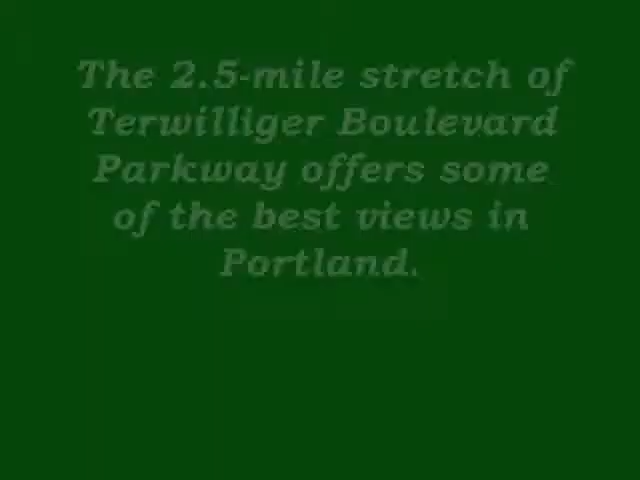 The 2.5-mile stretch of
Terwilliger Boulevard
Parkway offers some
of the best views in
Portland.